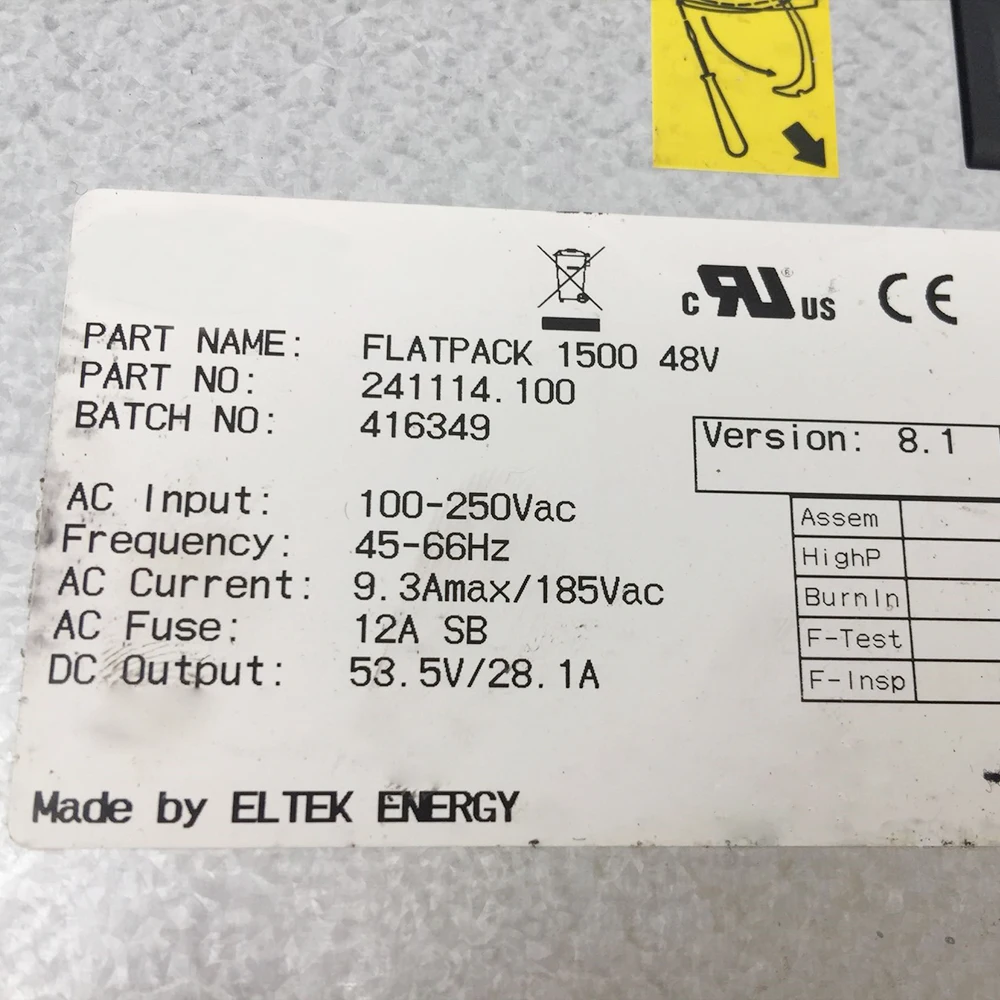 c RU ® US CE
PART NAME: FLATPACK 1500 48V
PART NO: 241114.100
BATCH NO: 416349
Version: 8.1
AC Input: 100-250Vac
Frequency: 45-66Hz
AC Current: 9.3Amax/185Vac
AC Fuse: 12A SB
DC Output: 53.5V/28.1A
Assem
HighP
BurnIn
F-Test
F-Insp
Made by ELTEK ENERGY